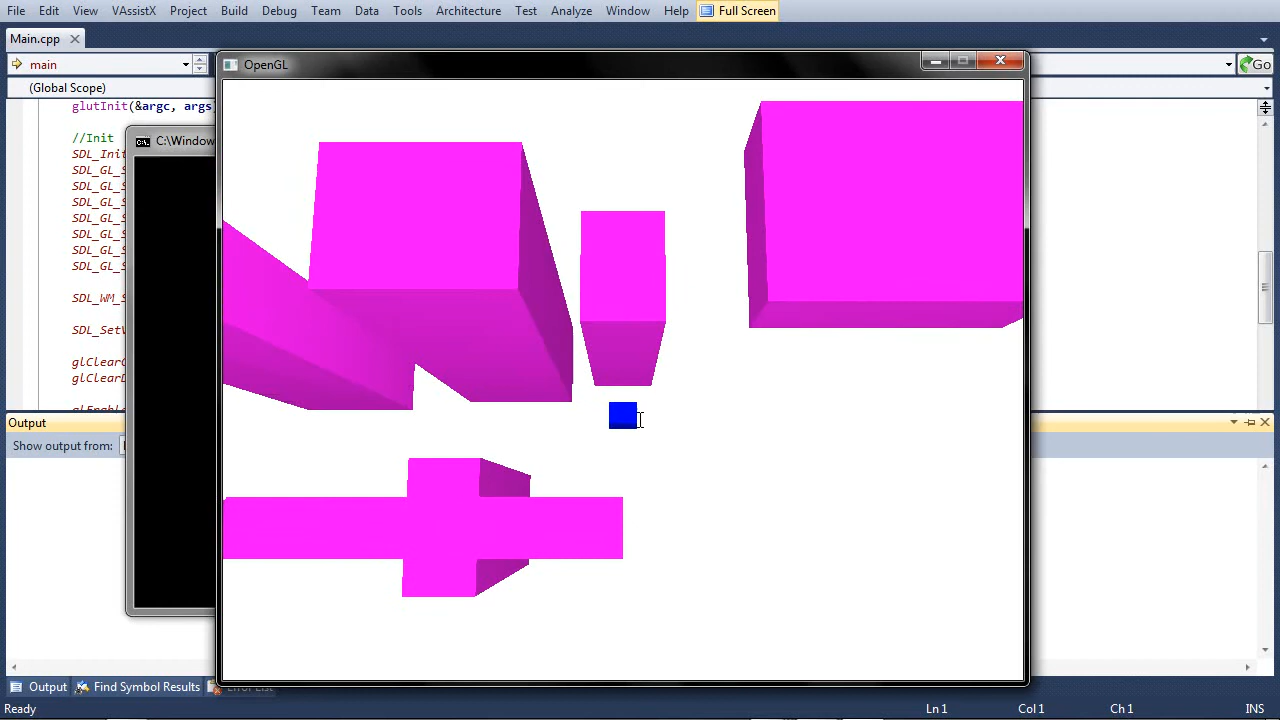 File Edit View VAssistX Project Build Debug Team Data Tools Architecture Test Analyze Window Help Full Screen
Main.cpp
main
Go
(Global Scope)
OpenGL
glutInit(&argc, args
//Init
C:\Window
SDL_Init
SDL_GL_S
SDL_GL_S
SDL_GL_S
SDL_GL_S
SDL_GL_S
SDL_GL_S
SDL_GL_S
SDL_WM_S
SDL_SetV
glClearC
glClearD
glEnable
Output
Show output from:
Output Find Symbol Results Error List
Ready Ln 1 Col 1 Ch 1 INS